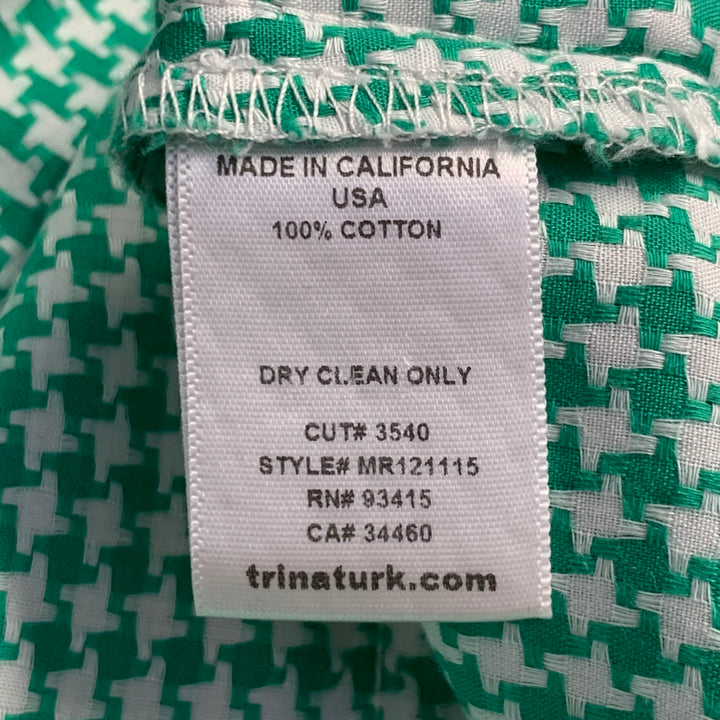 MADE IN CALIFORNIA
USA
100% COTTON
DRY CLEAN ONLY
CUT# 3540
STYLE# MR121115
RN# 93415
CA# 34460
trinaturk.com